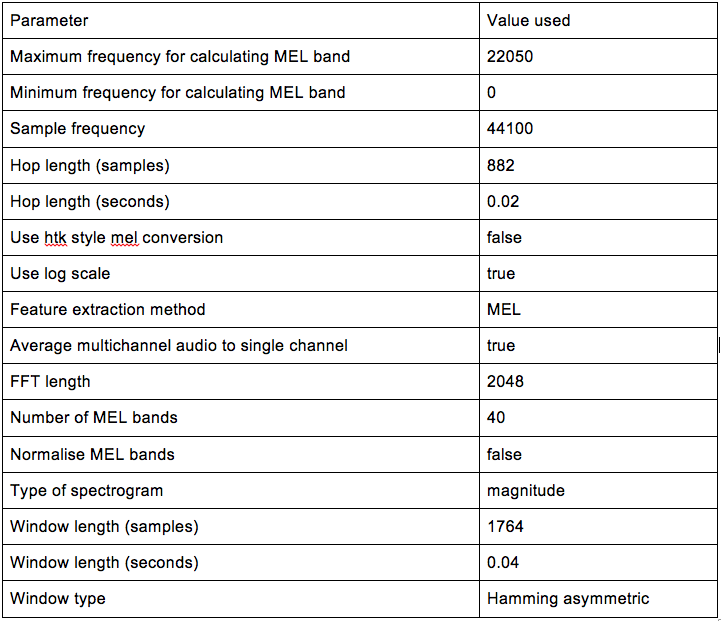 Parameter Value used
Maximum frequency for calculating MEL band 22050
Minimum frequency for calculating MEL band 0
Sample frequency 44100
Hop length (samples) 882
Hop length (seconds) 0.02
Use htk style mel conversion false
Use log scale true
Feature extraction method MEL
Average multichannel audio to single channel true
FFT length 2048
Number of MEL bands 40
Normalise MEL bands false
Type of spectrogram magnitude
Window length (samples) 1764
Window length (seconds) 0.04
Window type Hamming asymmetric